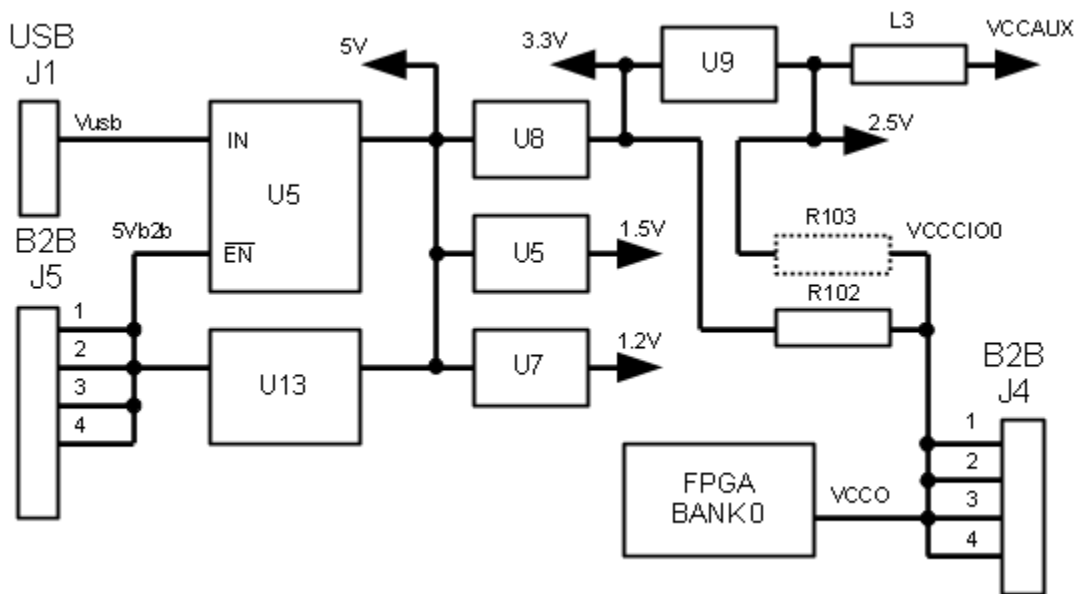 USB
J1
Vusb
IN
U5
EN
5V
3.3V
U9
L3
VCCAUX
U8
2.5V
B2B
J5
5Vb2b
U5
1.5V
R103
VCCCIO0
R102
1
2
3
4
U13
U7
1.2V
B2B
J4
FPGA
BANK0
VCCO
1
2
3
4